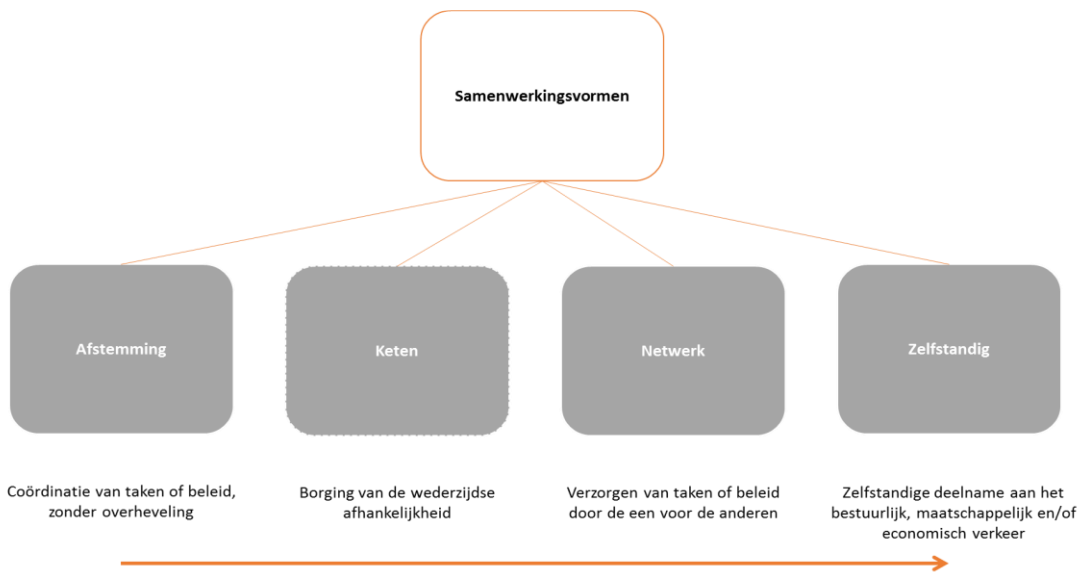 Samenwerkingsvormen
Afstemming
Keten
Netwerk
Zelfstandig
Coördinatie van taken of beleid,
zonder overheveling
Borging van de wederzijdse
afhankelijkheid
Verzorgen van taken of beleid
door de een voor de anderen
Zelfstandige deelname aan het
bestuurlijk, maatschappelijk en/of
economisch verkeer